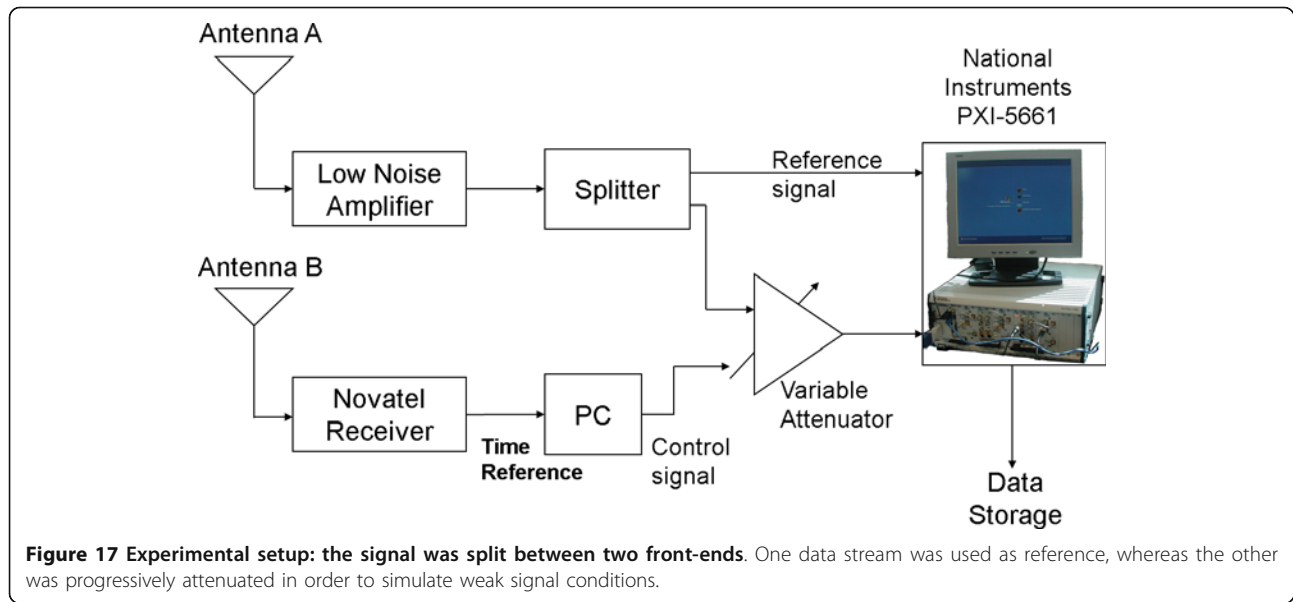 Antenna A
National
Instruments
PXI-5661
Low Noise
Amplifier
Splitter
Reference
signal
Antenna B
Novatel
Receiver
Time
Reference
PC
Control
signal
Variable
Attenuator
Data
Storage
Figure 17 Experimental setup: the signal was split between two front-ends. One data stream was used as reference, whereas the other
was progressively attenuated in order to simulate weak signal conditions.